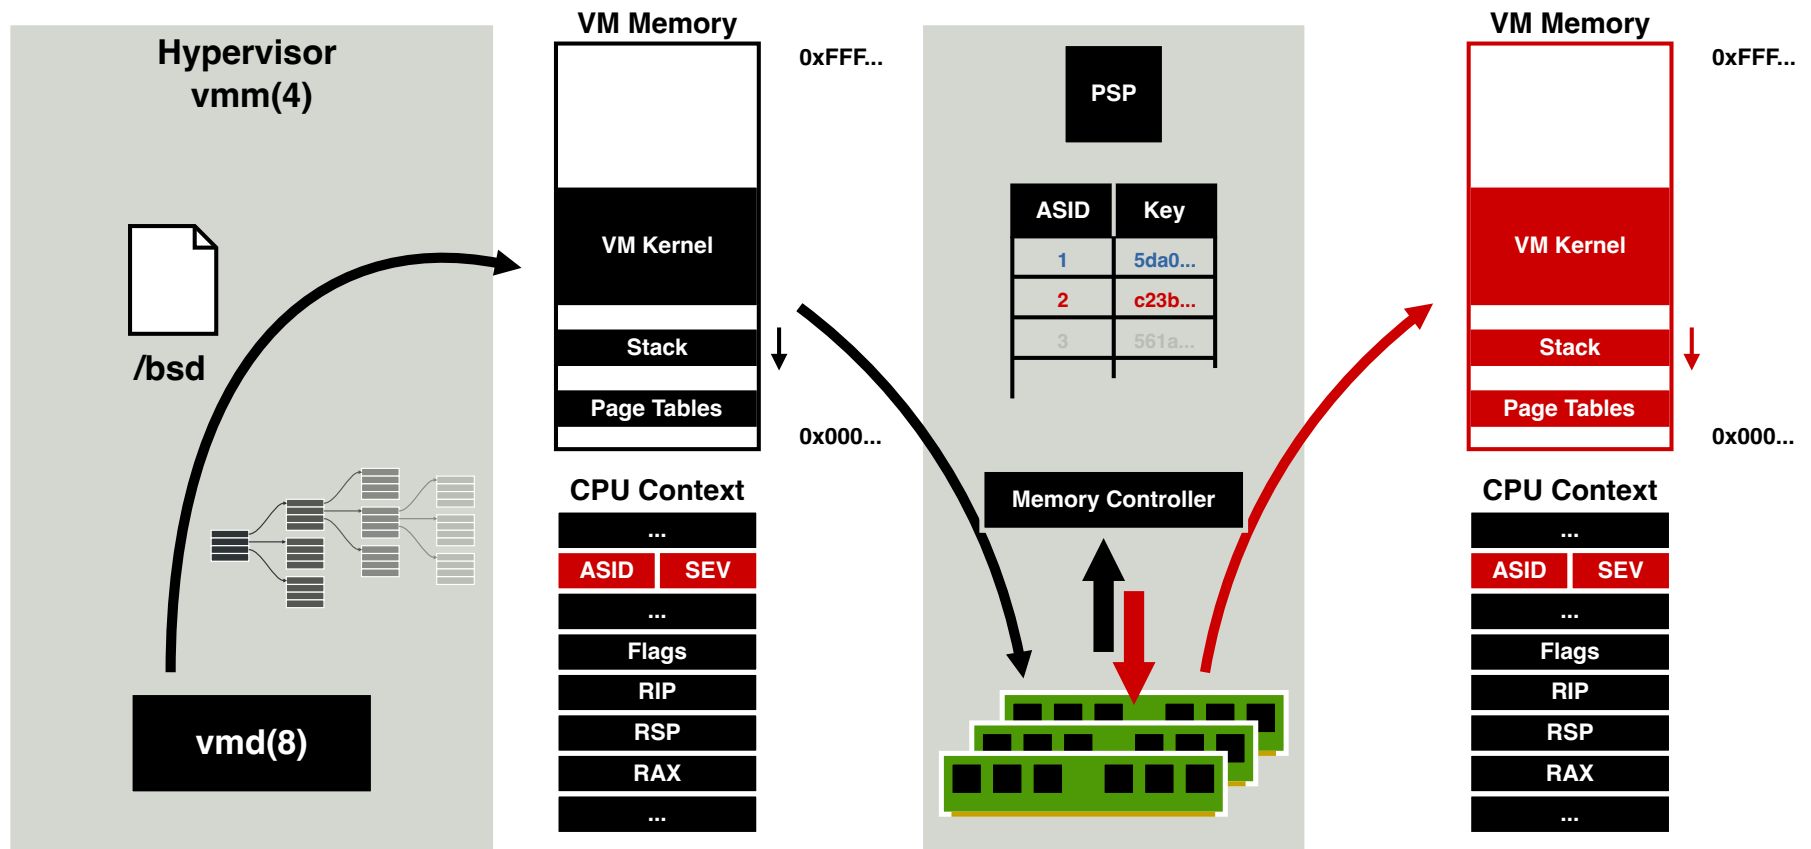 Hypervisor
vmm(4)
/bsd
vmd(8)
VM Memory
0xFFF...
VM Kernel
Stack
Page Tables
0x000...
CPU Context
...
ASID SEV
...
Flags
RIP
RSP
RAX
...
PSP
ASID Key
1 5da0...
2 c23b...
3 561a...
Memory Controller
VM Memory
0xFFF...
VM Kernel
Stack
Page Tables
0x000...
CPU Context
...
ASID SEV
...
Flags
RIP
RSP
RAX
...